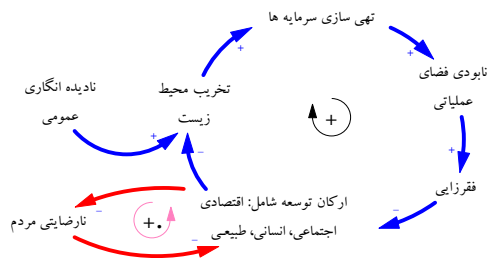 تهی سازی سرمایه ها
+
+
نابودی فضای
عملیاتی
نادیده انگاری
عمومی
تخریب محیط
زیست
+
+
+
−
فقرزایی
−
ارکان توسعه شامل: اقتصادی
اجتماعی، انسانی، طبیعی
−
+.
نارضایتی مردم
−